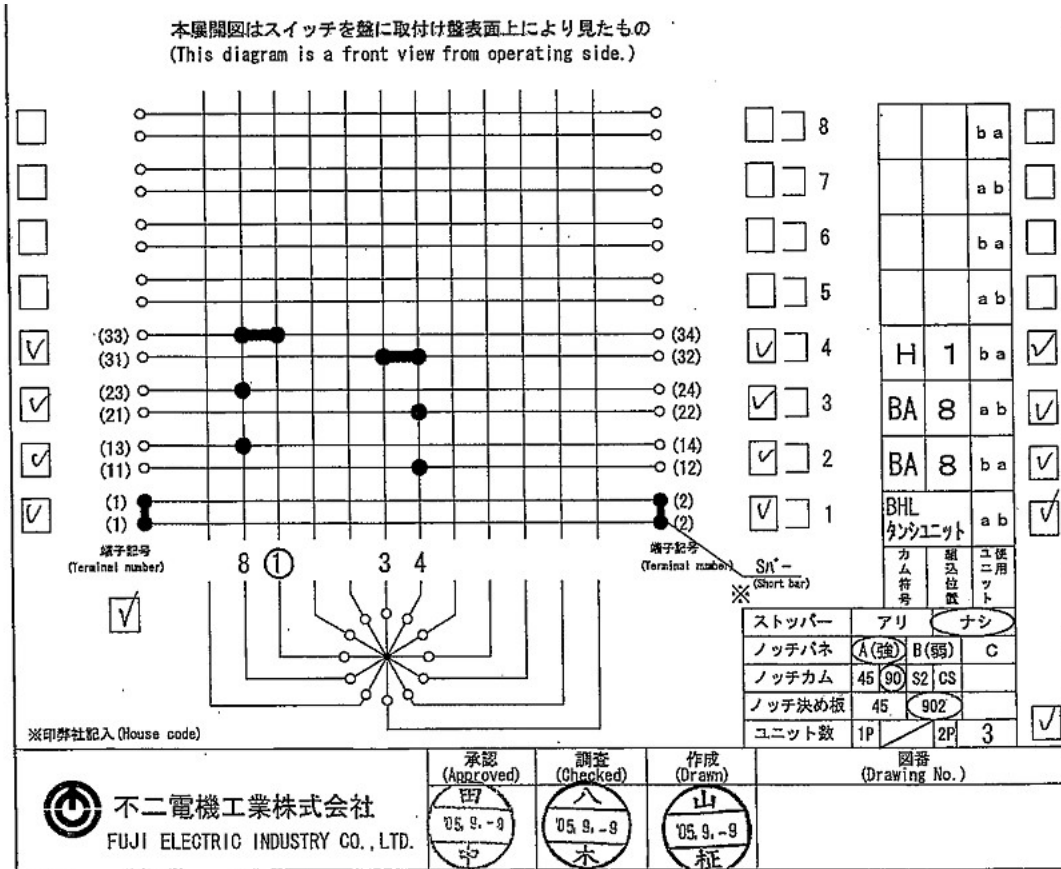 本展開図はスイッチを盤に取付け盤表面上により見たもの
(This diagram is a front view from operating side.)
8 b a
7 a b
6 b a
5 a b
(33) (34)
(31) (32) 4 H 1 b a
(23) (24)
(21) (22) 3 BA 8 a b
(13) (14)
(11) (12) 2 BA 8 b a
(1) (2)
(1) (2) 1 BHL タンシユニット a b
端子記号 (Terminal number)
8 ① 3 4
端子記号 (Terminal number)
Sバー (Short bar)
※
カム符号 組込位置 使用ユニット
ストッパー アリ ナシ
ノッチバネ A(強) B(弱) C
ノッチカム 45 90 S2 CS
ノッチ決め板 45 902
ユニット数 1P 2P 3
※印弊社記入(House code)
不二電機工業株式会社
FUJI ELECTRIC INDUSTRY CO.,LTD.
承認 (Approved)
調査 (Checked)
作成 (Drawn)
図番 (Drawing No.)
田 '05.9.-9 中
八 '05.9.-9 木
山 '05.9.-9 柾